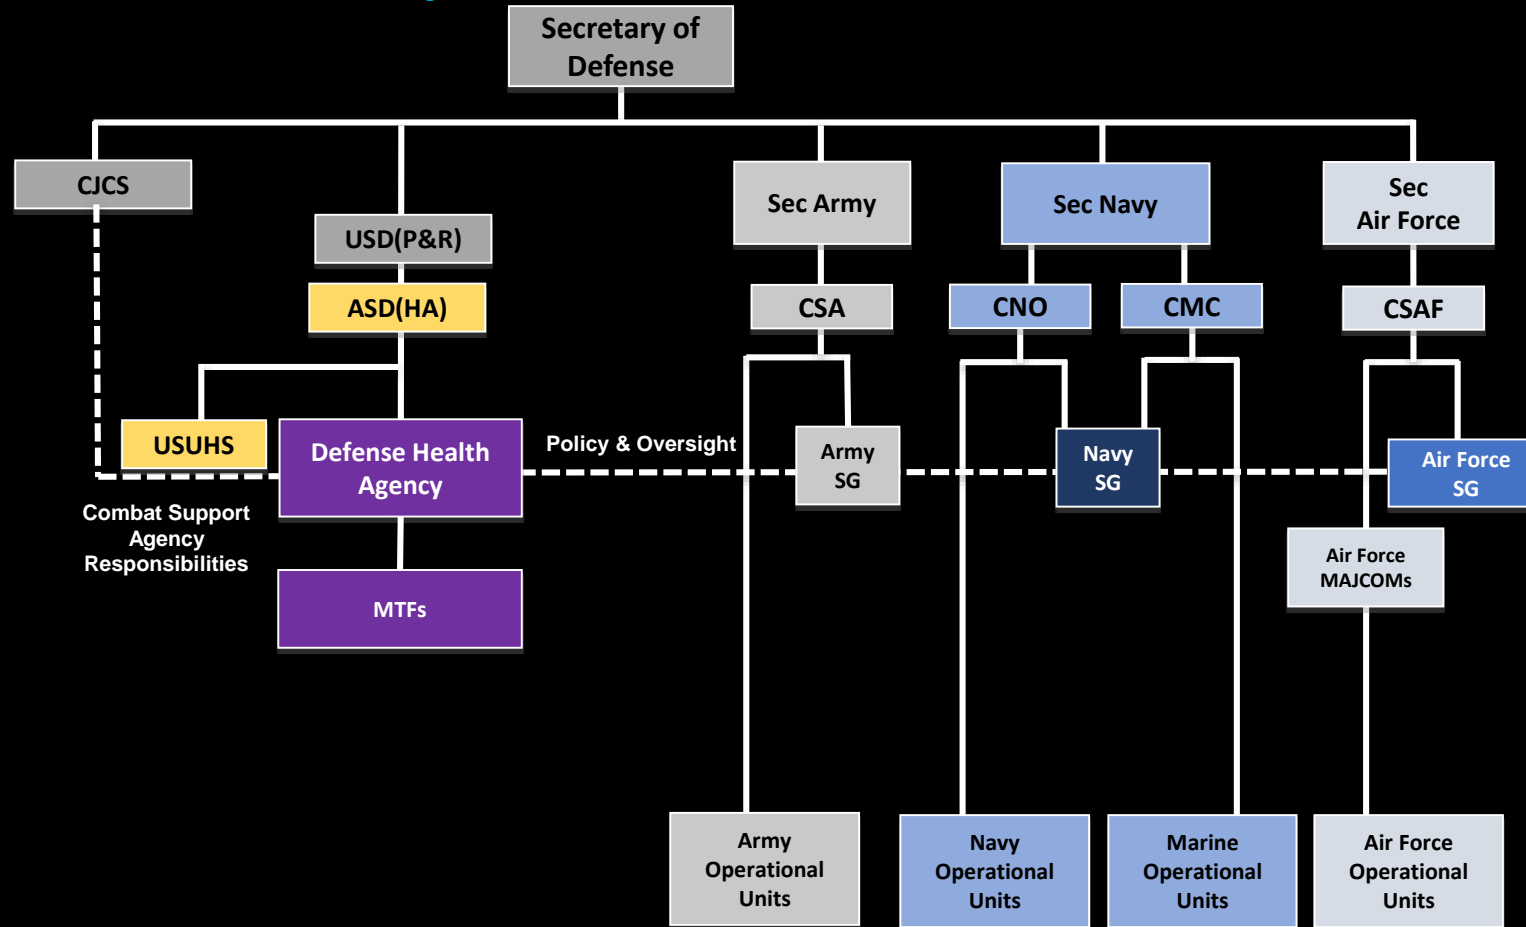 Secretary of
Defense
CJCS
USD(P&R)
ASD(HA)
Sec Army
Sec Navy
Sec
Air Force
CSA
CNO
CMC
CSAF
USUHS
Defense Health
Agency
Policy & Oversight
Army
SG
Navy
SG
Air Force
SG
Combat Support
Agency
Responsibilities
MTFs
Air Force
MAJCOMs
Army
Operational
Units
Navy
Operational
Units
Marine
Operational
Units
Air Force
Operational
Units